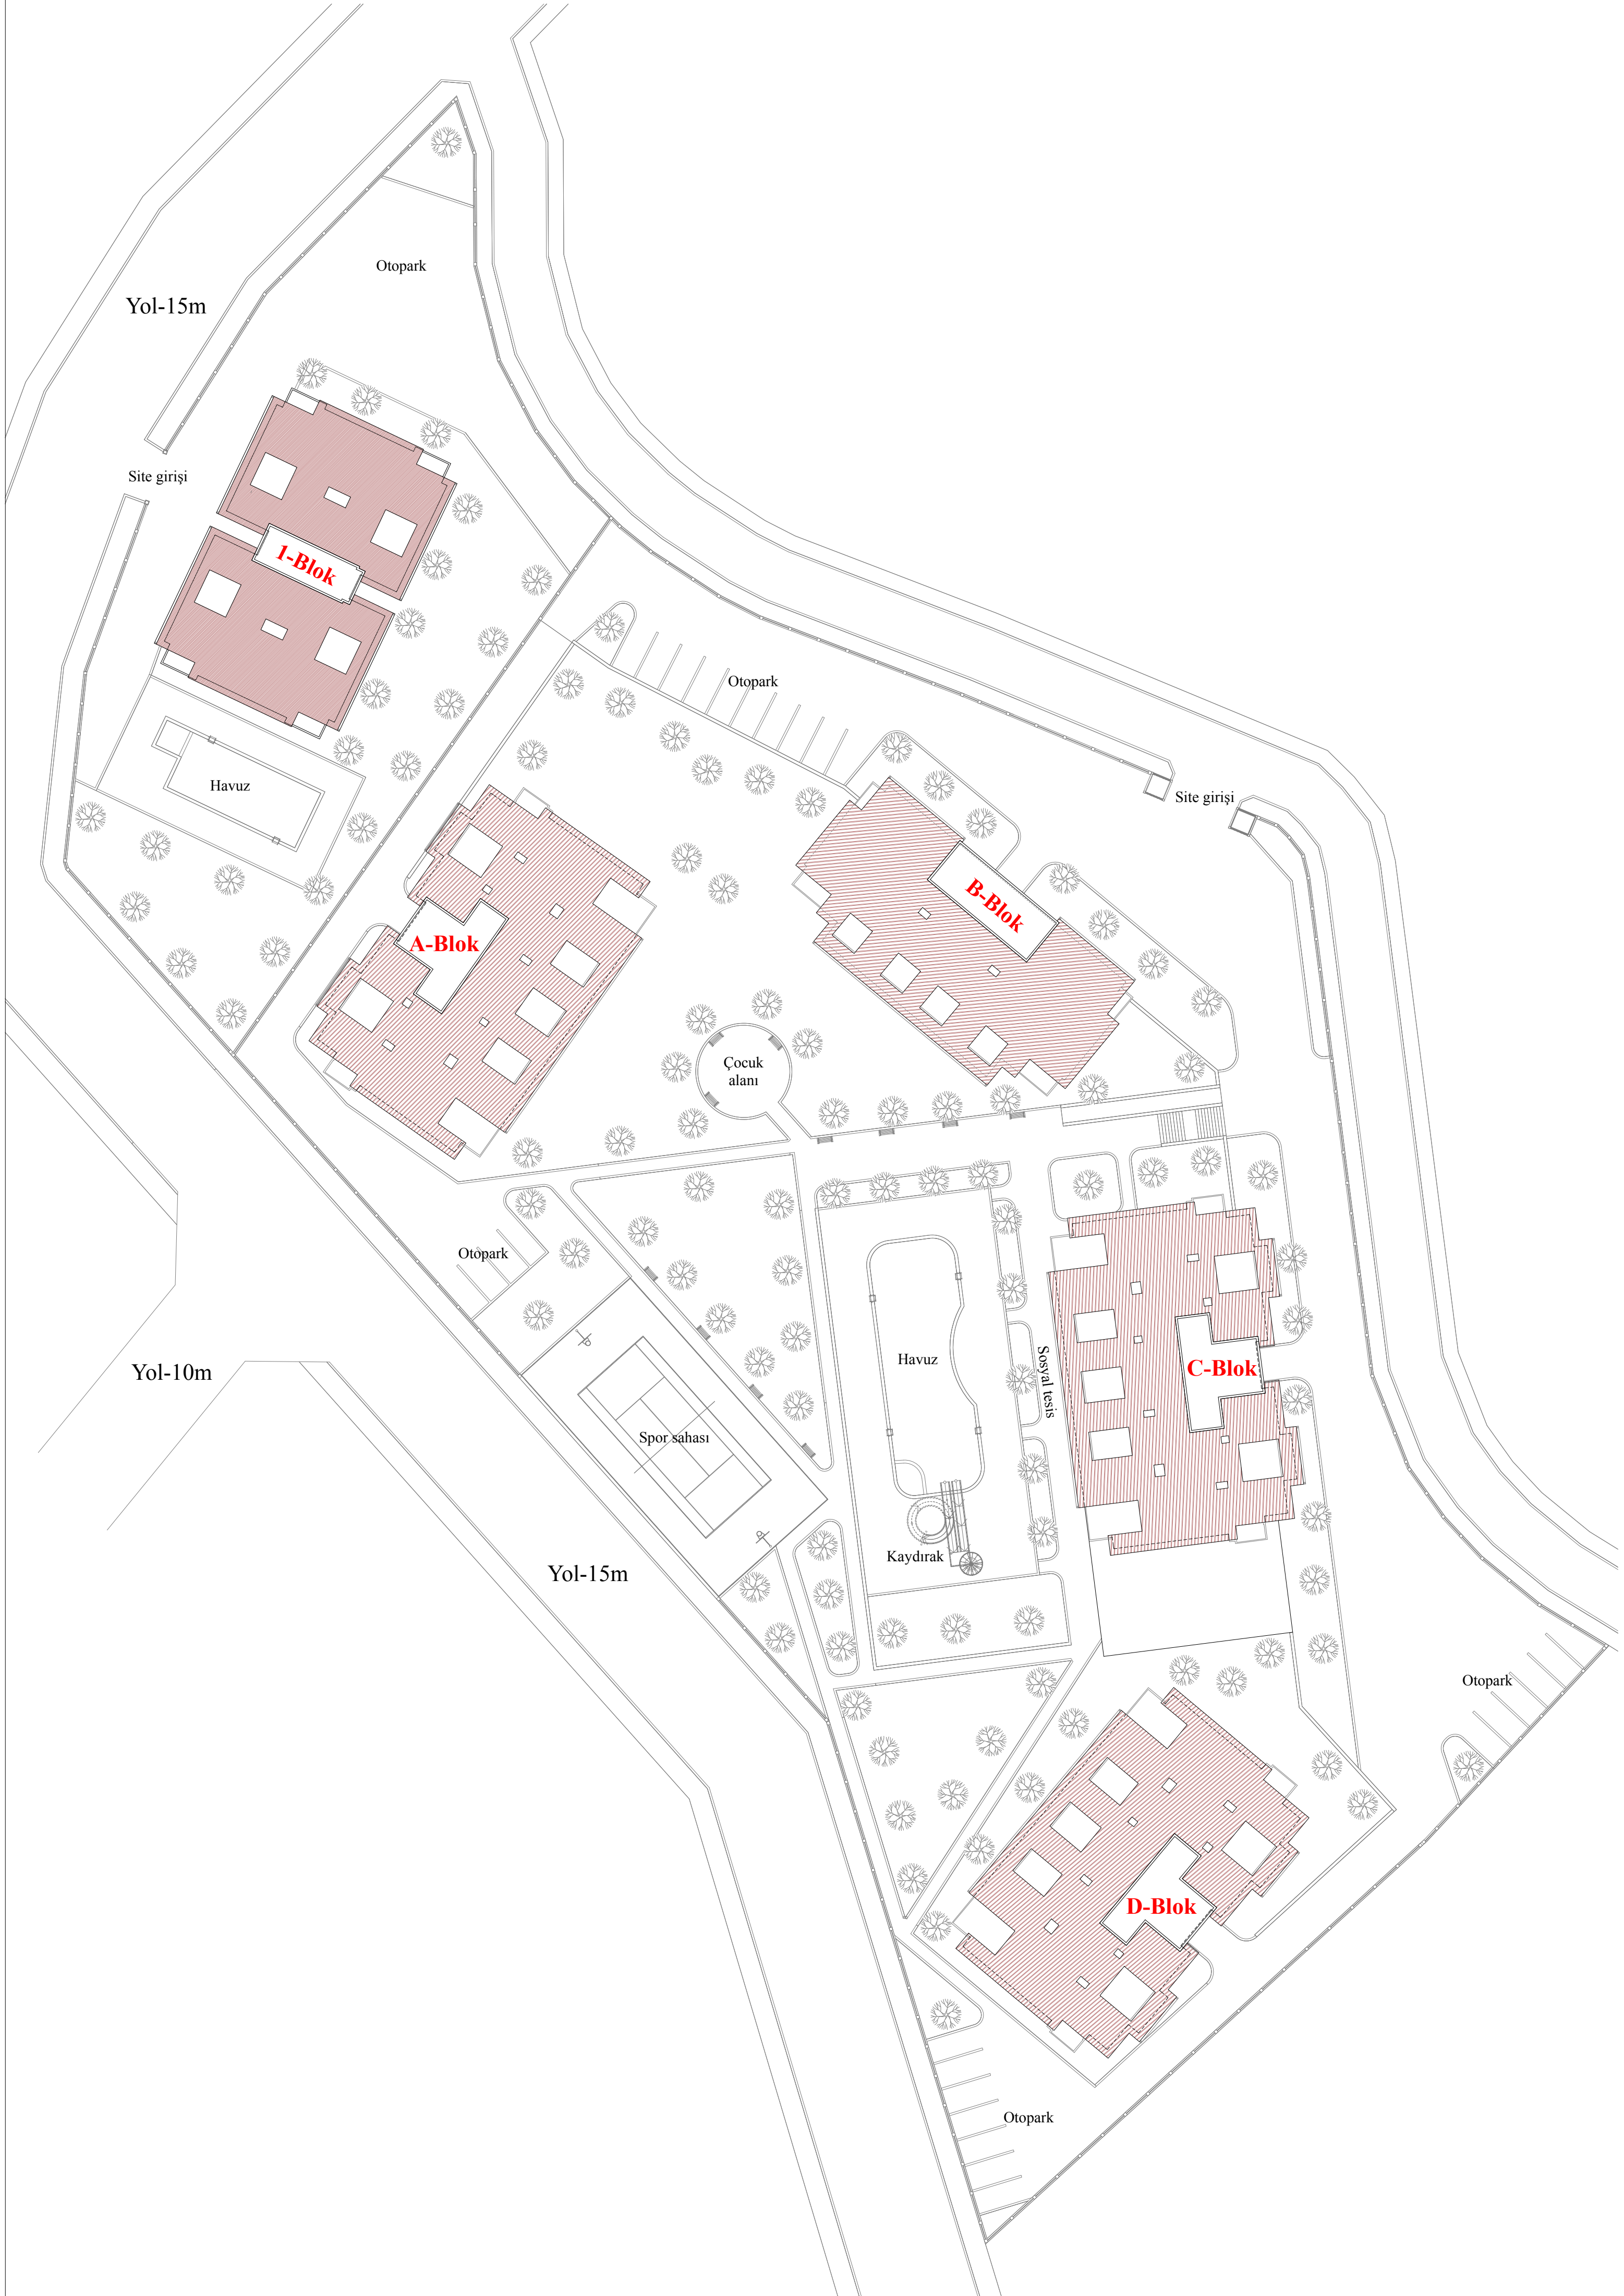 Otopark
Yol-15m
Site girişi
1-Blok
Otopark
Havuz
Site girişi
B-Blok
A-Blok
Çocuk
alanı
Otopark
Havuz
Sosyal tesis
C-Blok
Yol-10m
Spor sahası
Kaydırak
Yol-15m
Otopark
D-Blok
Otopark